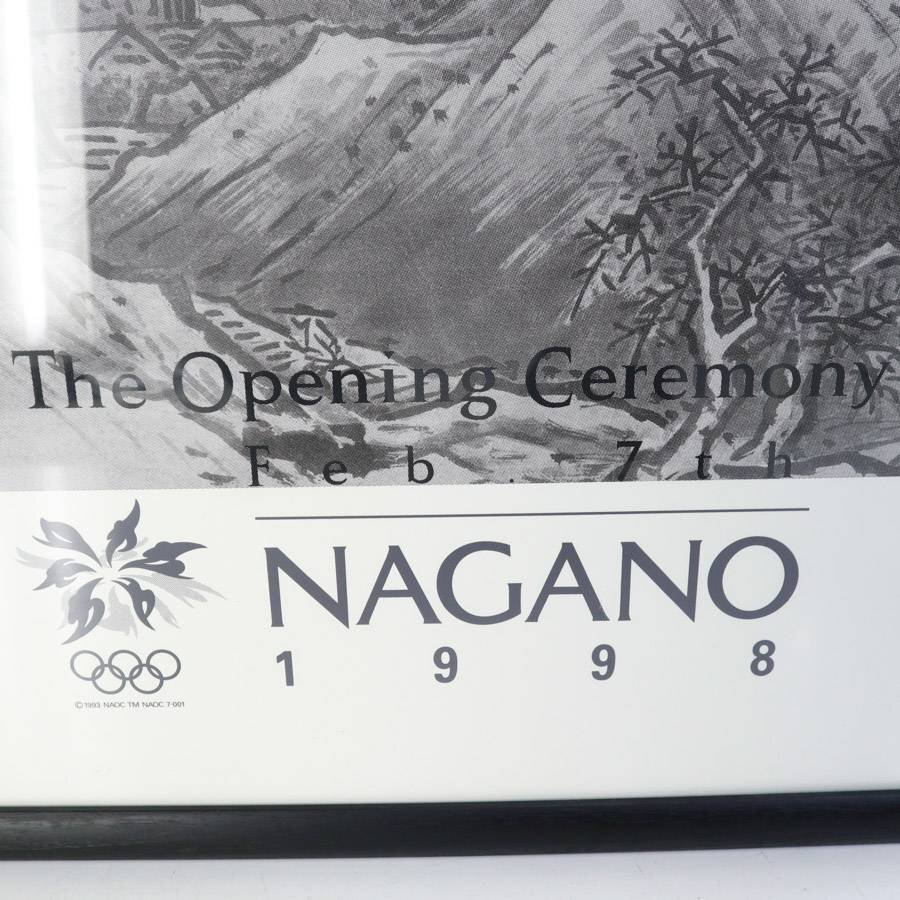 The Opening Ceremony
Feb. 7th
NAGANO
1998
©1993 NAOC TM NAOC 7-001